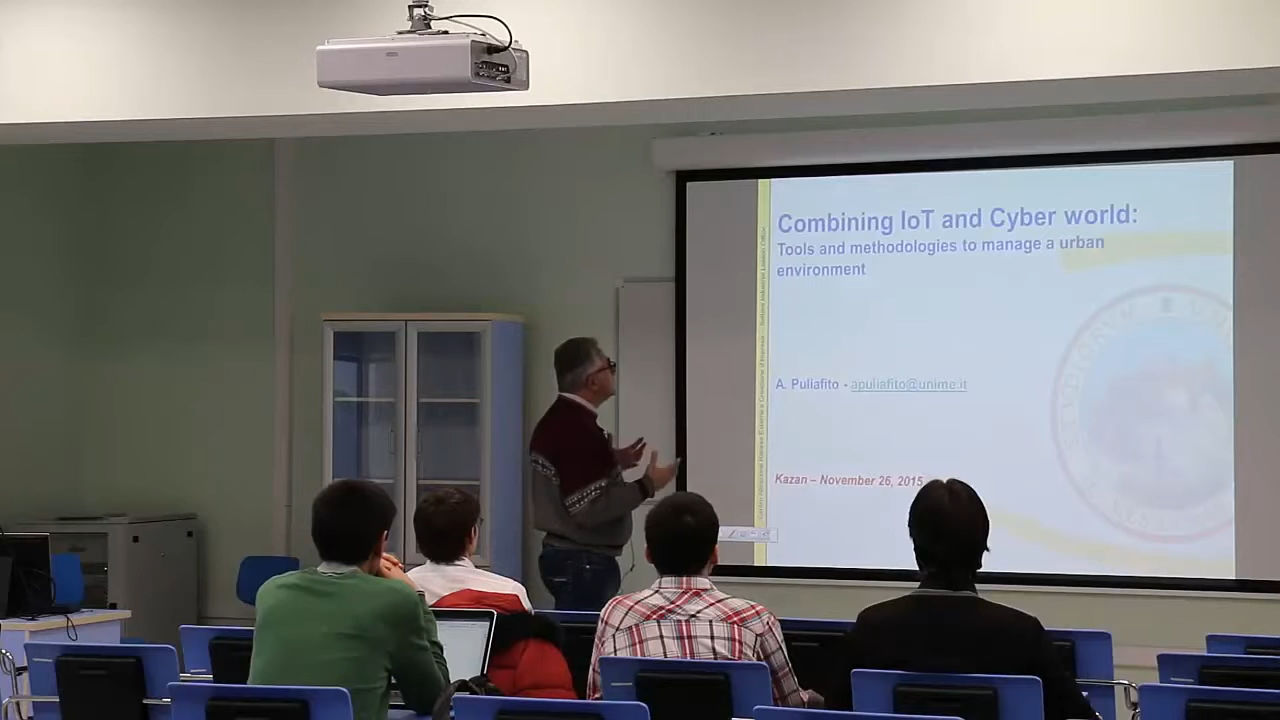 Combining IoT and Cyber world:
Tools and methodologies to manage a urban
environment
A. Puliafito - apuliafito@unime.it
Kazan – November 26, 2015